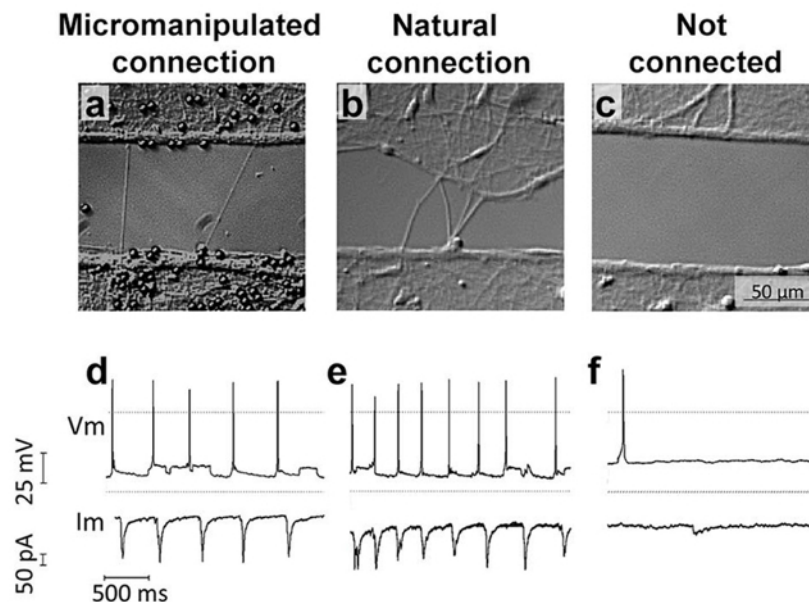 Micromanipulated
connection
Natural
connection
Not
connected
a
b
c
50 µm
d
e
f
Vm
25 mV
Im
50 pA
500 ms